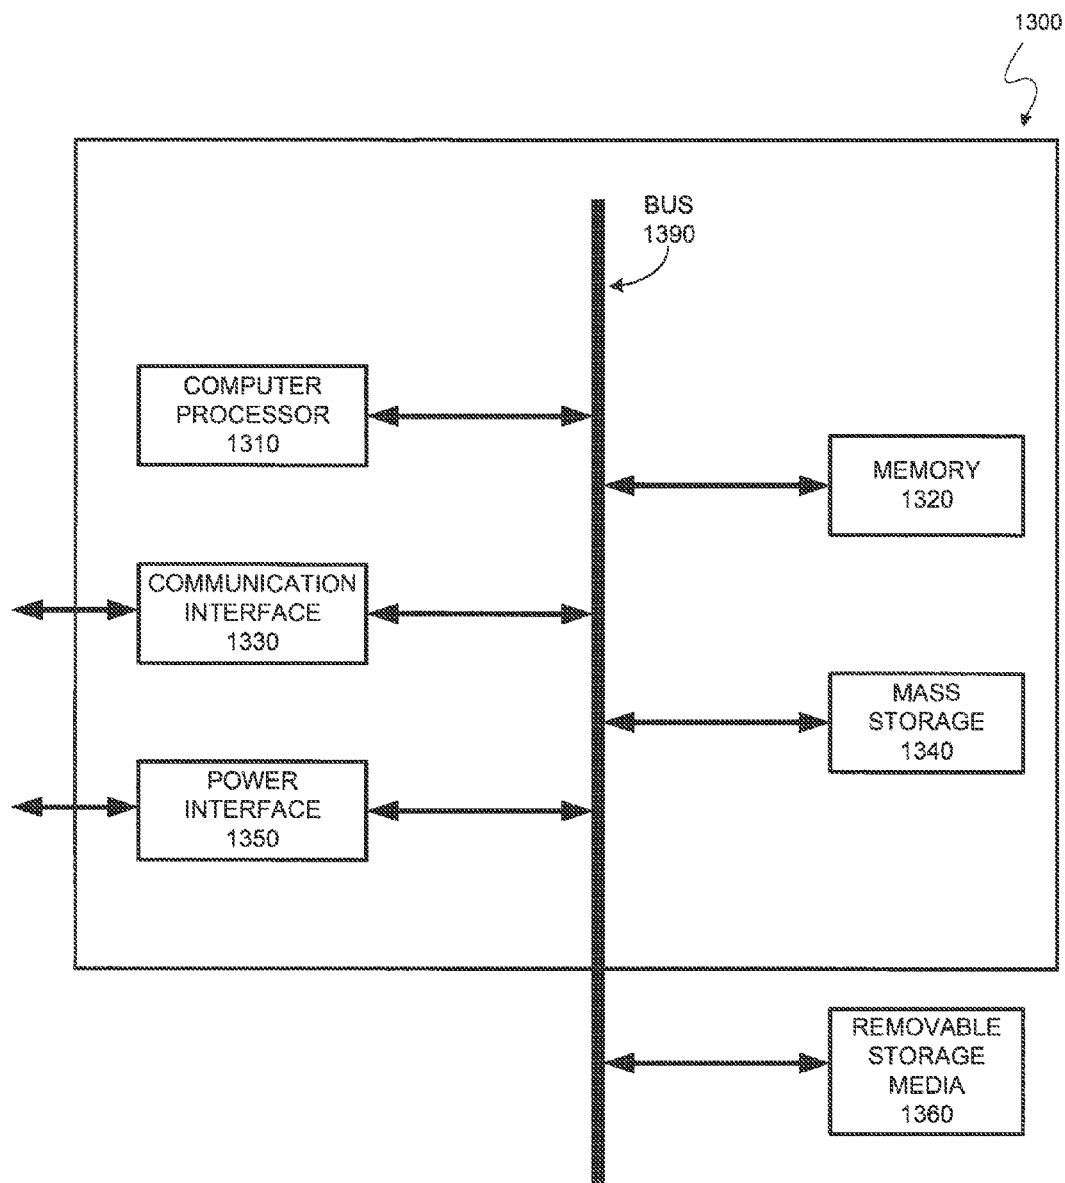 1300
BUS
1390
COMPUTER
PROCESSOR
1310
MEMORY
1320
COMMUNICATION
INTERFACE
1330
MASS
STORAGE
1340
POWER
INTERFACE
1350
REMOVABLE
STORAGE
MEDIA
1360